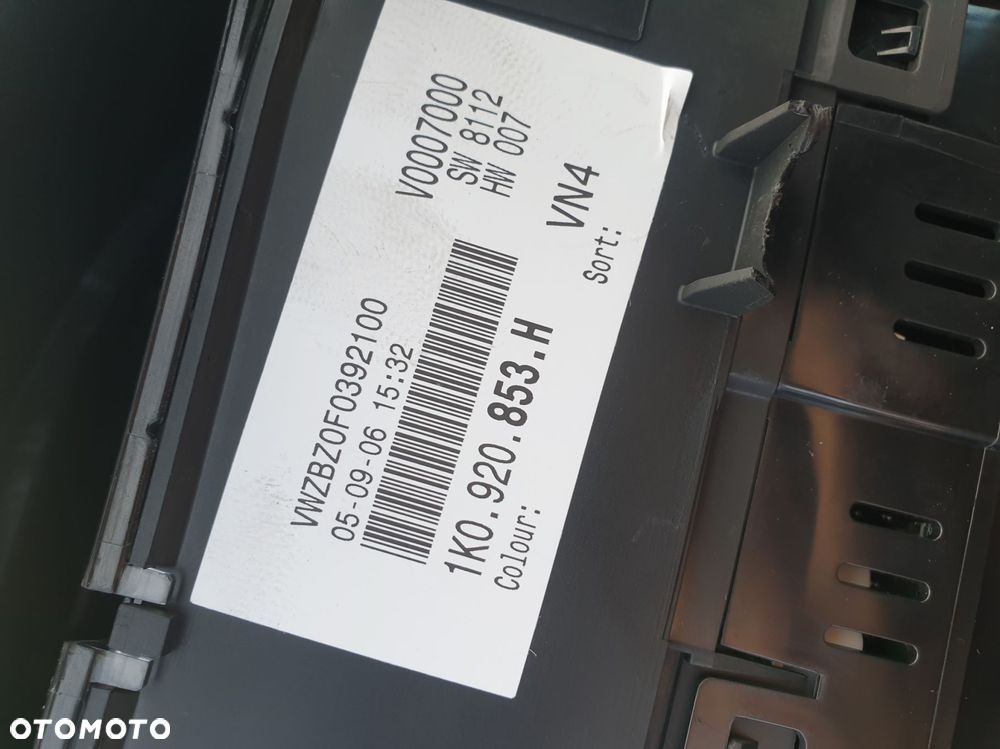 VWZBZ0F0392100
05-09-06 15:32
V0007000
SW 8112
HW 007
1K0.920.853.H
VN4
Colour:
Sort:
OTOMOTO